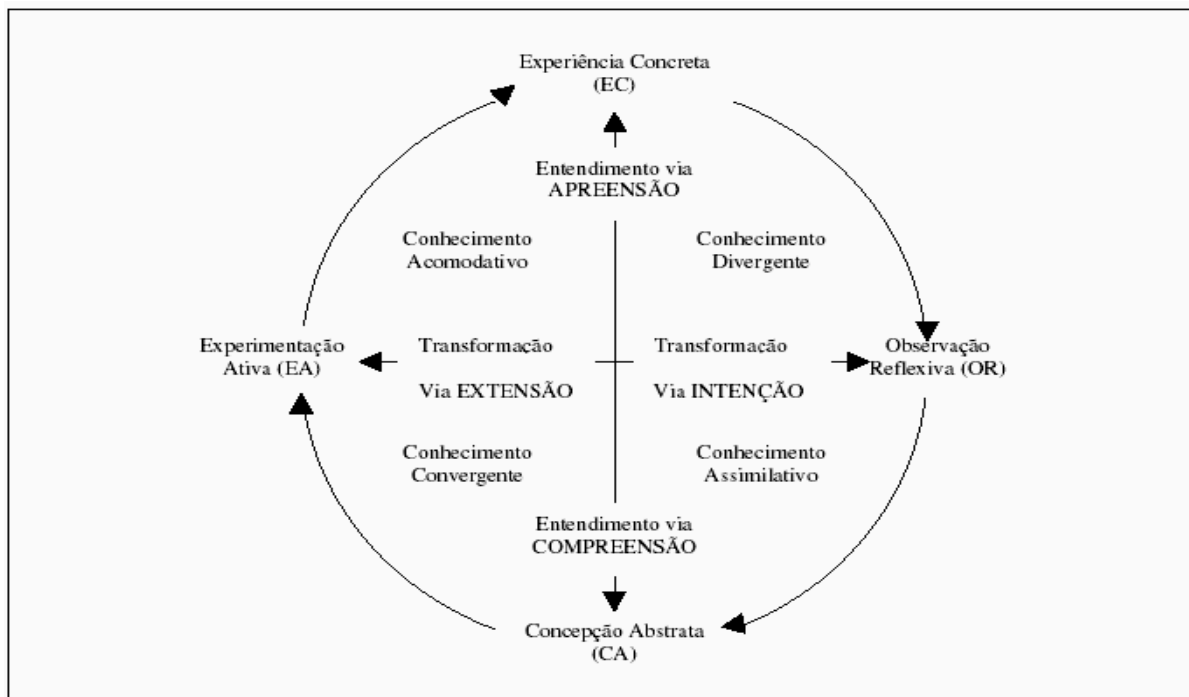 Experiência Concreta
(EC)
Entendimento via
APREENSÃO
Conhecimento
Acomodativo
Conhecimento
Divergente
Experimentação
Ativa (EA)
Transformação
Via EXTENSÃO
Transformação
Via INTENÇÃO
Observação
Reflexiva (OR)
Conhecimento
Convergente
Conhecimento
Assimilativo
Entendimento via
COMPREENSÃO
Concepção Abstrata
(CA)